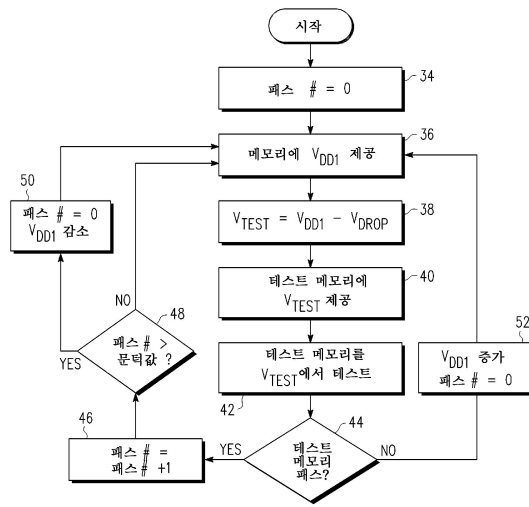 시작
패스 # = 0
34
메모리에 VDD1 제공
36
VTEST = VDD1 – VDROP
38
테스트 메모리에
VTEST 제공
40
테스트 메모리를
VTEST에서 테스트
42
테스트
메모리
패스?
44
YES
NO
패스 # =
패스 # +1
46
패스 # >
문턱값 ?
48
NO
YES
50
패스 # = 0
VDD1 감소
52
VDD1 증가
패스 # = 0